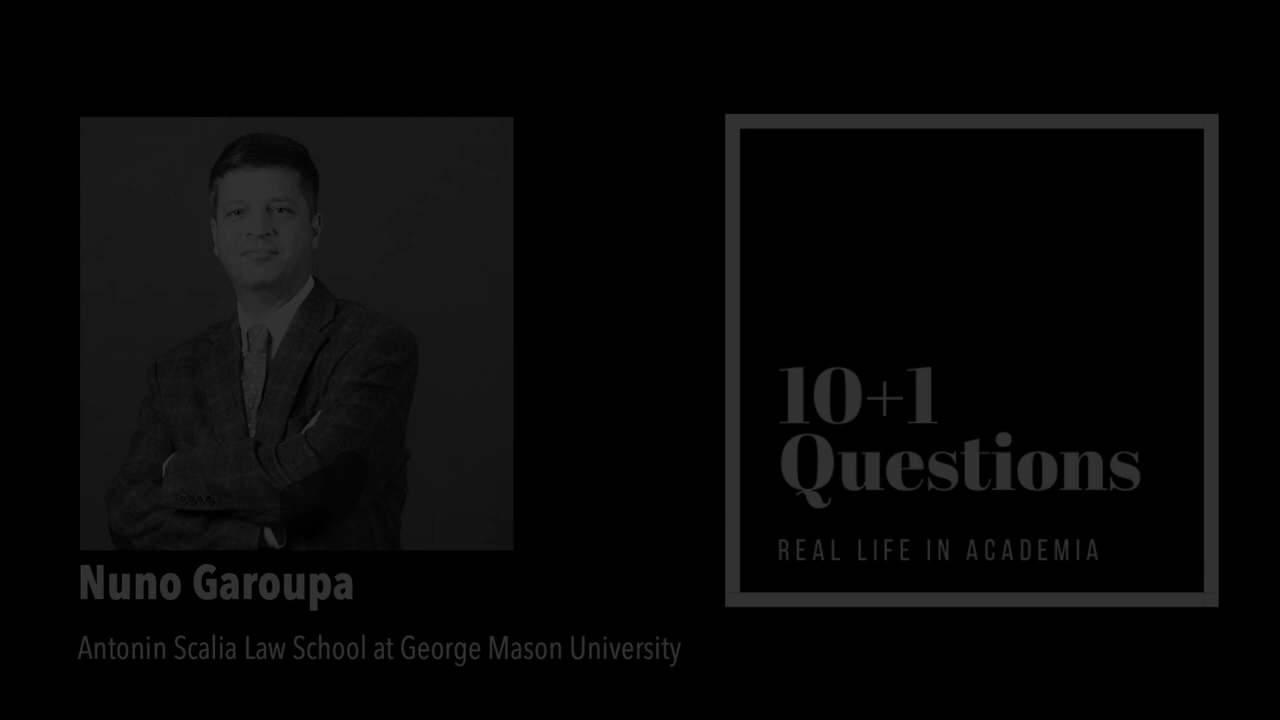 10+1
Questions
REAL LIFE IN ACADEMIA
Nuno Garoupa
Antonin Scalia Law School at George Mason University